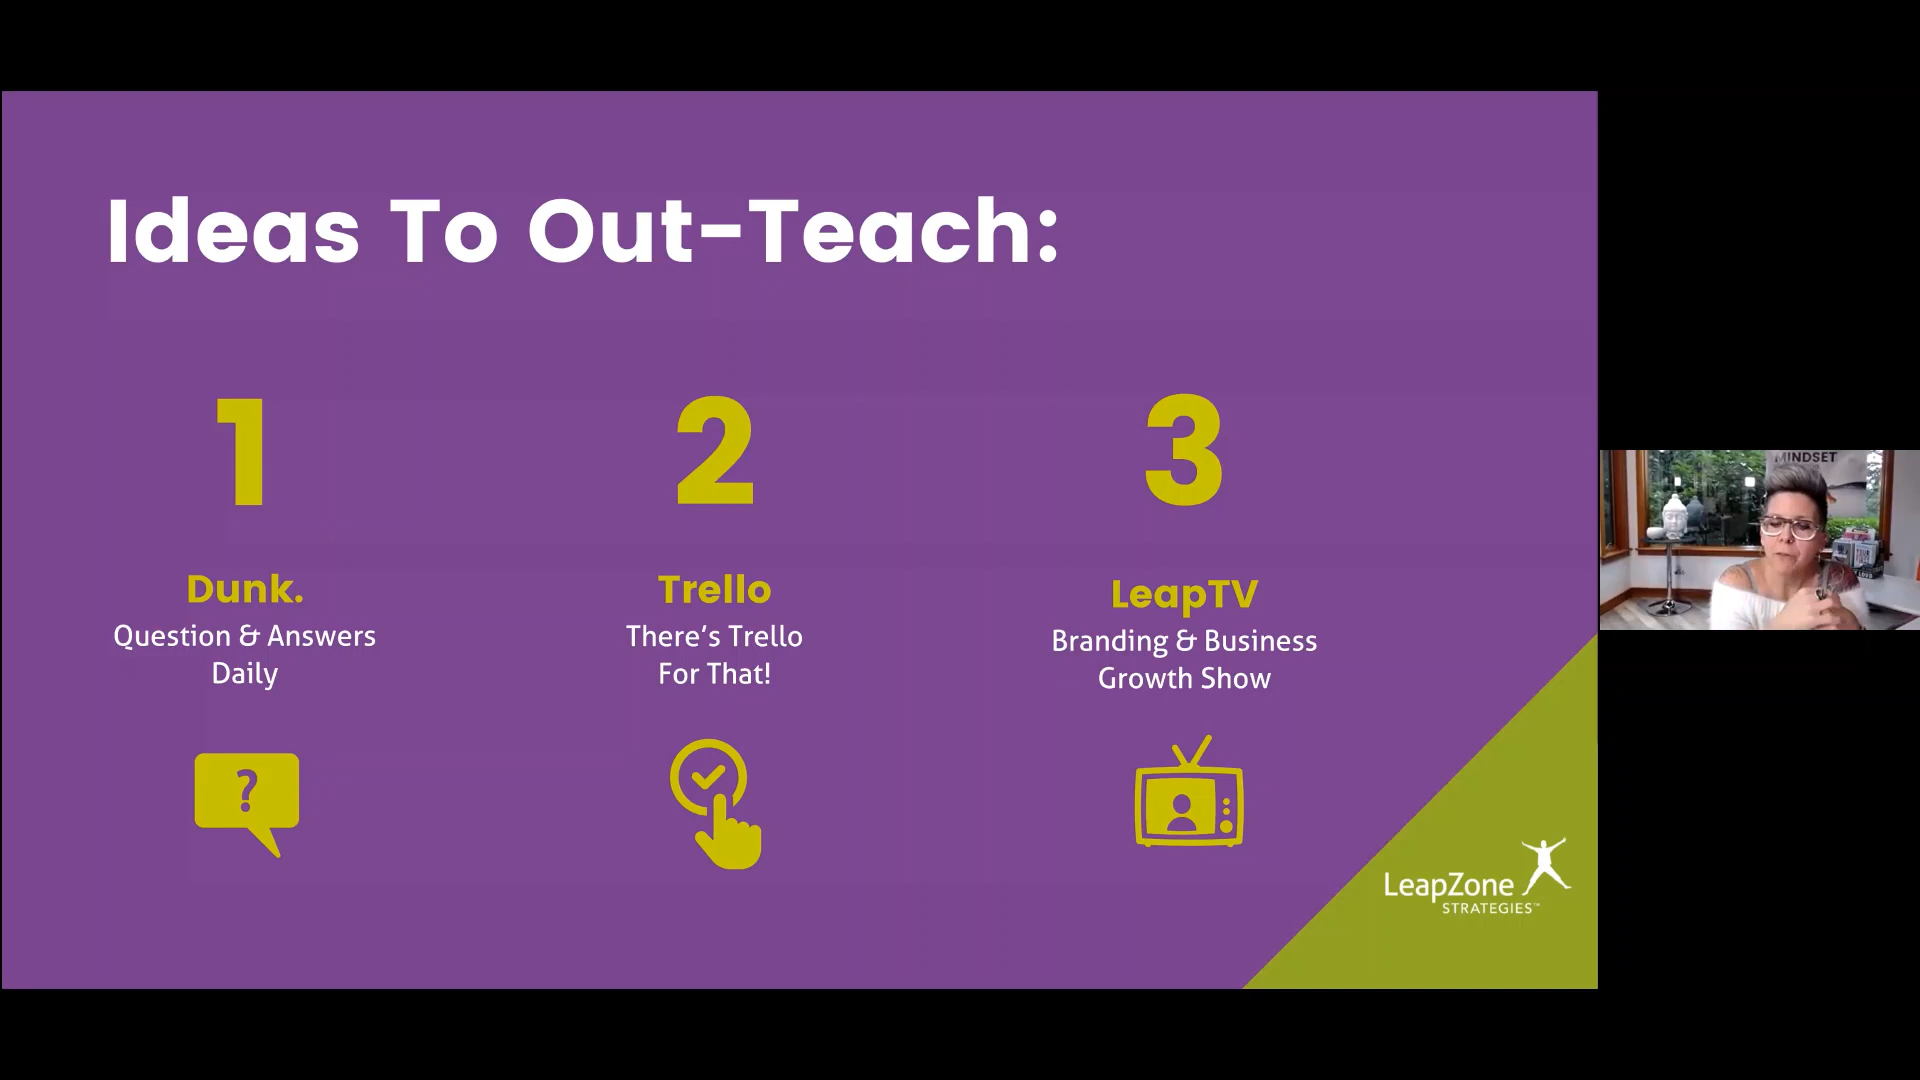 Ideas To Out-Teach:
1
2
3
Dunk.
Question & Answers
Daily
Trello
There's Trello
For That!
LeapTV
Branding & Business
Growth Show
?
LeapZone
STRATEGIES™
MINDSET